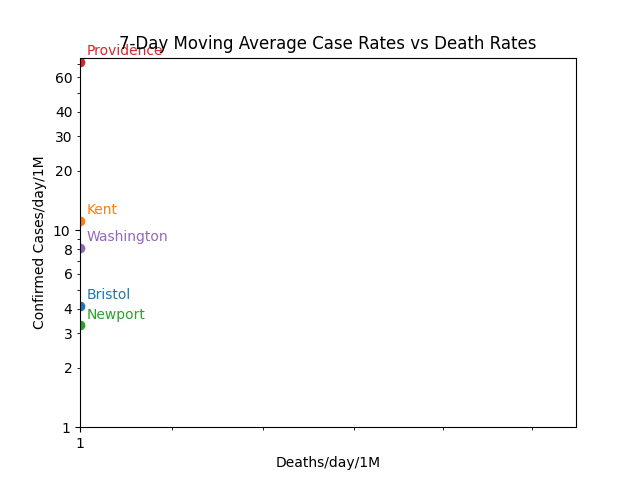 7-Day Moving Average Case Rates vs Death Rates
Providence
60
40
30
20
Kent
10
Washington
8
6
Bristol
4
Newport
3
2
1
1
Confirmed Cases/day/1M
Deaths/day/1M